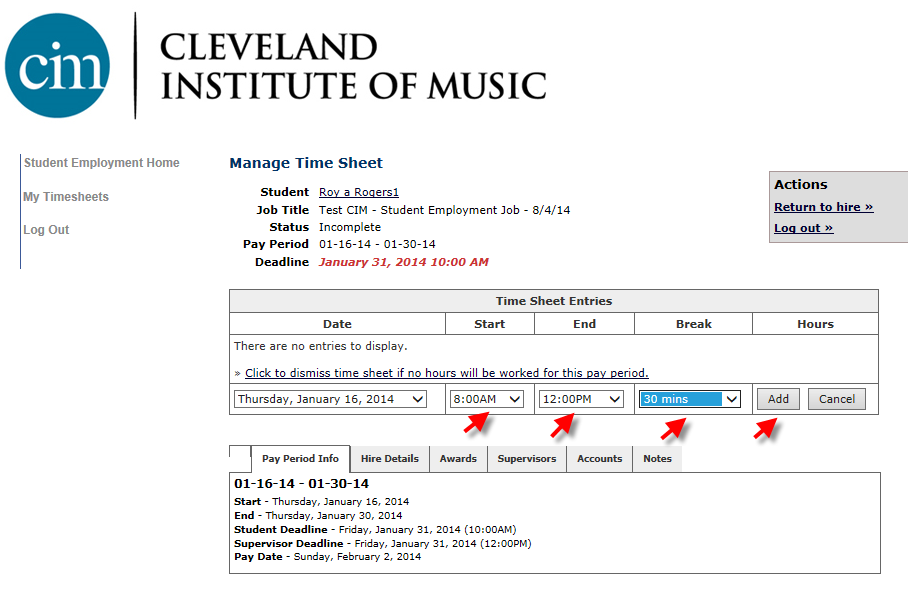 cim
CLEVELAND
INSTITUTE OF MUSIC
Student Employment Home
My Timesheets
Log Out
Manage Time Sheet
Student Roy a Rogers1
Job Title Test CIM - Student Employment Job - 8/4/14
Status Incomplete
Pay Period 01-16-14 - 01-30-14
Deadline January 31, 2014 10:00 AM
Actions
Return to hire »
Log out »
Time Sheet Entries
Date Start End Break Hours
There are no entries to display.
» Click to dismiss time sheet if no hours will be worked for this pay period.
Thursday, January 16, 2014 8:00AM 12:00PM 30 mins Add Cancel
Pay Period Info Hire Details Awards Supervisors Accounts Notes
01-16-14 - 01-30-14
Start - Thursday, January 16, 2014
End - Thursday, January 30, 2014
Student Deadline - Friday, January 31, 2014 (10:00AM)
Supervisor Deadline - Friday, January 31, 2014 (12:00PM)
Pay Date - Sunday, February 2, 2014